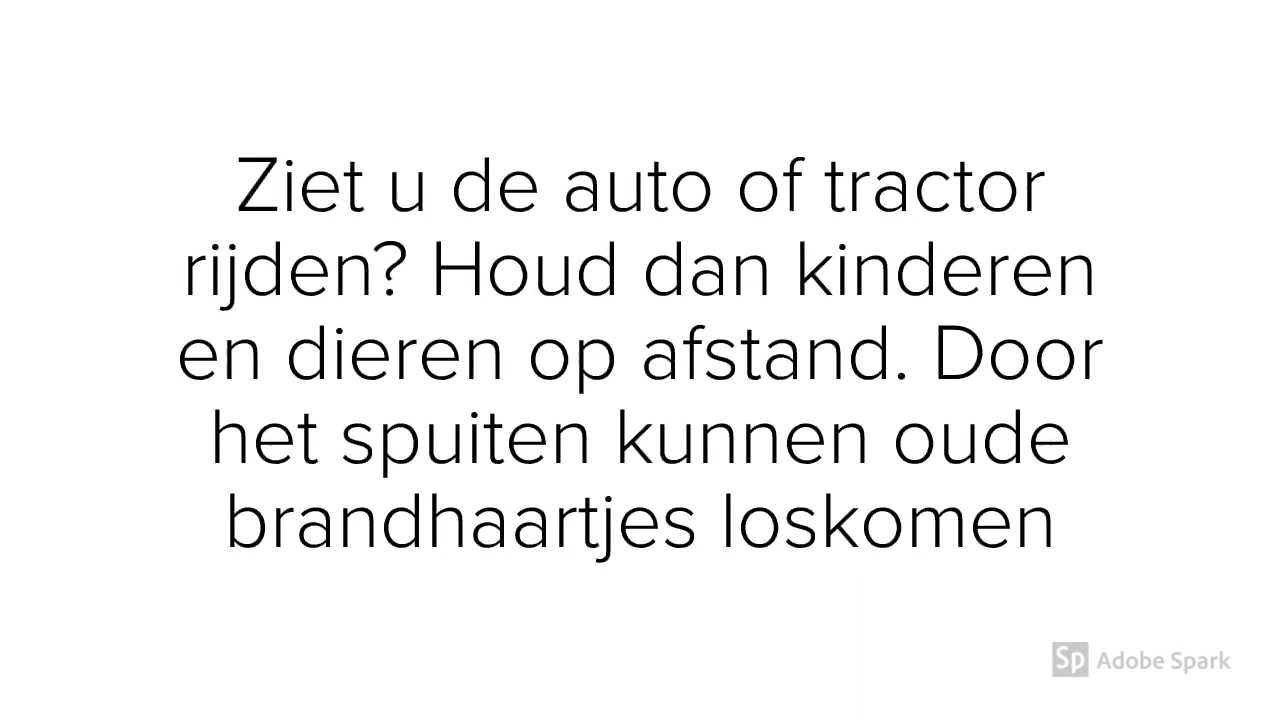 Ziet u de auto of tractor
rijden? Houd dan kinderen
en dieren op afstand. Door
het spuiten kunnen oude
brandhaartjes loskomen
Sp Adobe Spark